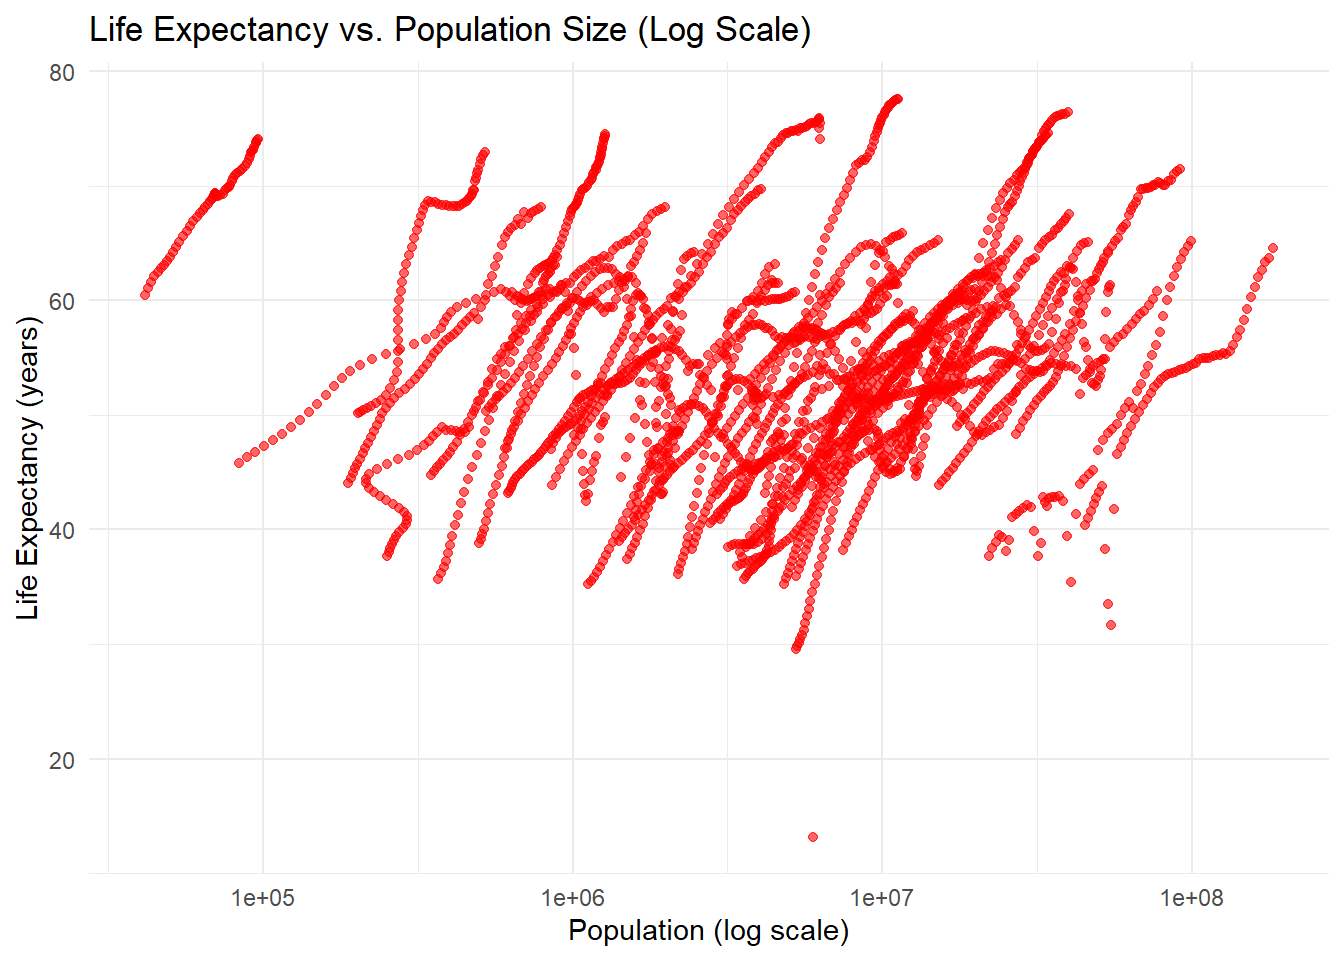 Life Expectancy vs. Population Size (Log Scale)
80
60
40
20
Life Expectancy (years)
1e+05 1e+06 1e+07 1e+08
Population (log scale)